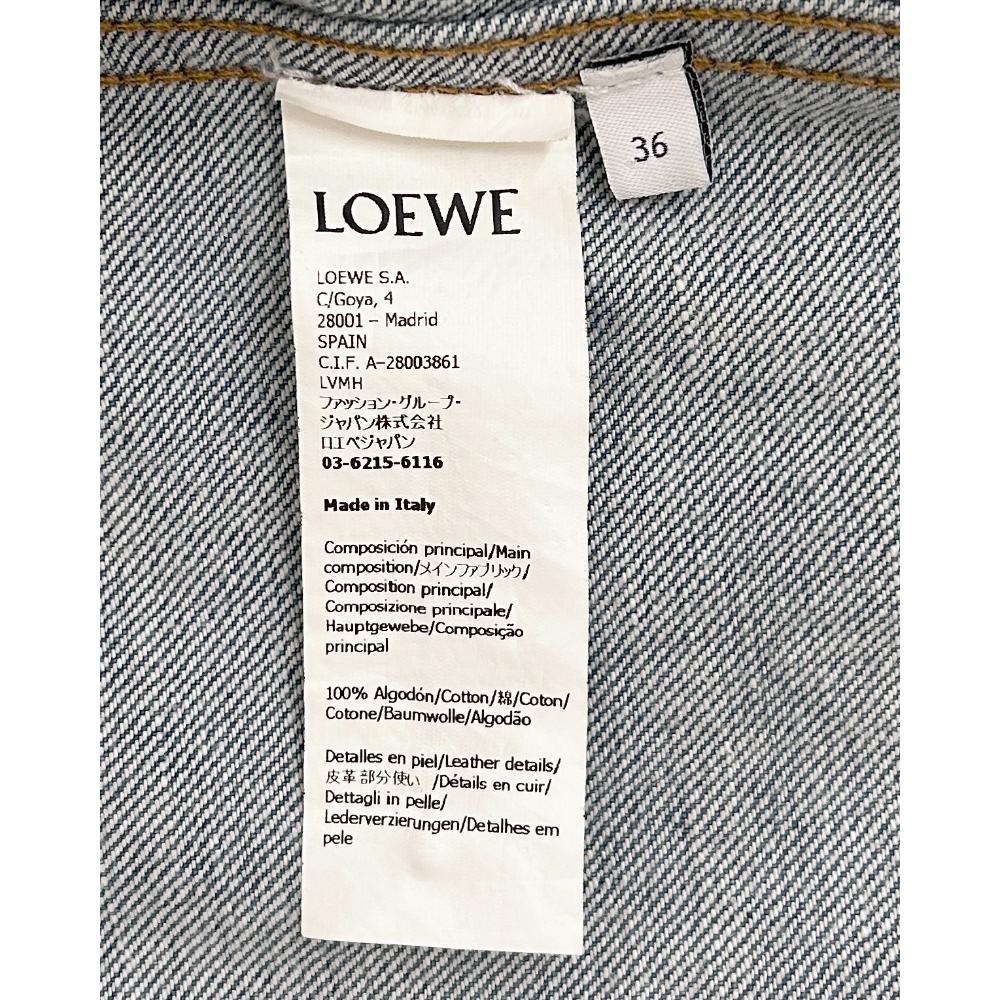 36
LOEWE
LOEWE S.A.
C/Goya, 4
28001 – Madrid
SPAIN
C.I.F. A-28003861
LVMH
ファッション・グループ・
ジャパン株式会社
ロエベジャパン
03-6215-6116
Made in Italy
Composición principal/Main
composition/メインファブリック/
Composition principal/
Composizione principale/
Hauptgewebe/Composição
principal
100% Algodón/Cotton/綿/Coton/
Cotone/Baumwolle/Algodão
Detalles en piel/Leather details/
皮革部分使い /Détails en cuir/
Dettagli in pelle/
Lederverzierungen/Detalhes em
pele